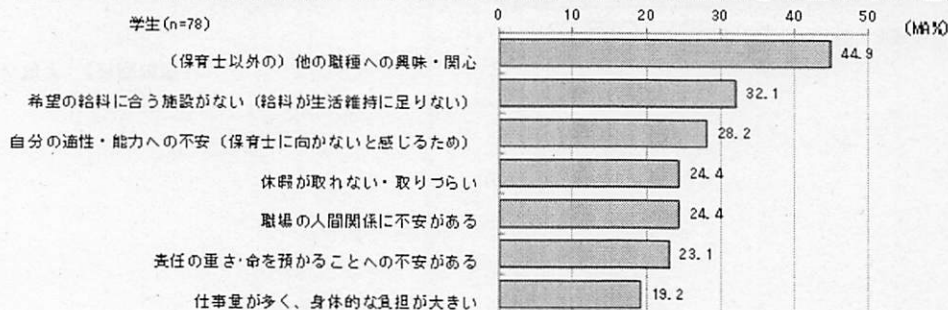 学生(n=78)
0 10 20 30 40 50
(MA%)
(保育士以外の) 他の職種への興味・関心 44.9
希望の給料に合う施設がない (給料が生活維持に足りない) 32.1
自分の適性・能力への不安 (保育士に向かないと感じるため) 28.2
休暇が取れない・取りづらい 24.4
職場の人間関係に不安がある 24.4
責任の重さ・命を預かることへの不安がある 23.1
仕事量が多く、身体的な負担が大きい 19.2